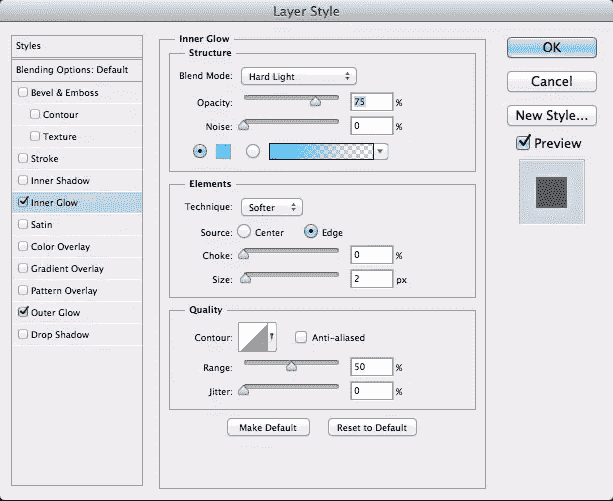 Layer Style
Styles
Blending Options: Default
Bevel & Emboss
Contour
Texture
Stroke
Inner Shadow
Inner Glow
Satin
Color Overlay
Gradient Overlay
Pattern Overlay
Outer Glow
Drop Shadow
Inner Glow
Structure
Blend Mode: Hard Light
Opacity: 75 %
Noise: 0 %
Elements
Technique: Softer
Source: Center Edge
Choke: 0 %
Size: 2 px
Quality
Contour: Anti-aliased
Range: 50 %
Jitter: 0 %
Make Default Reset to Default
OK
Cancel
New Style...
Preview